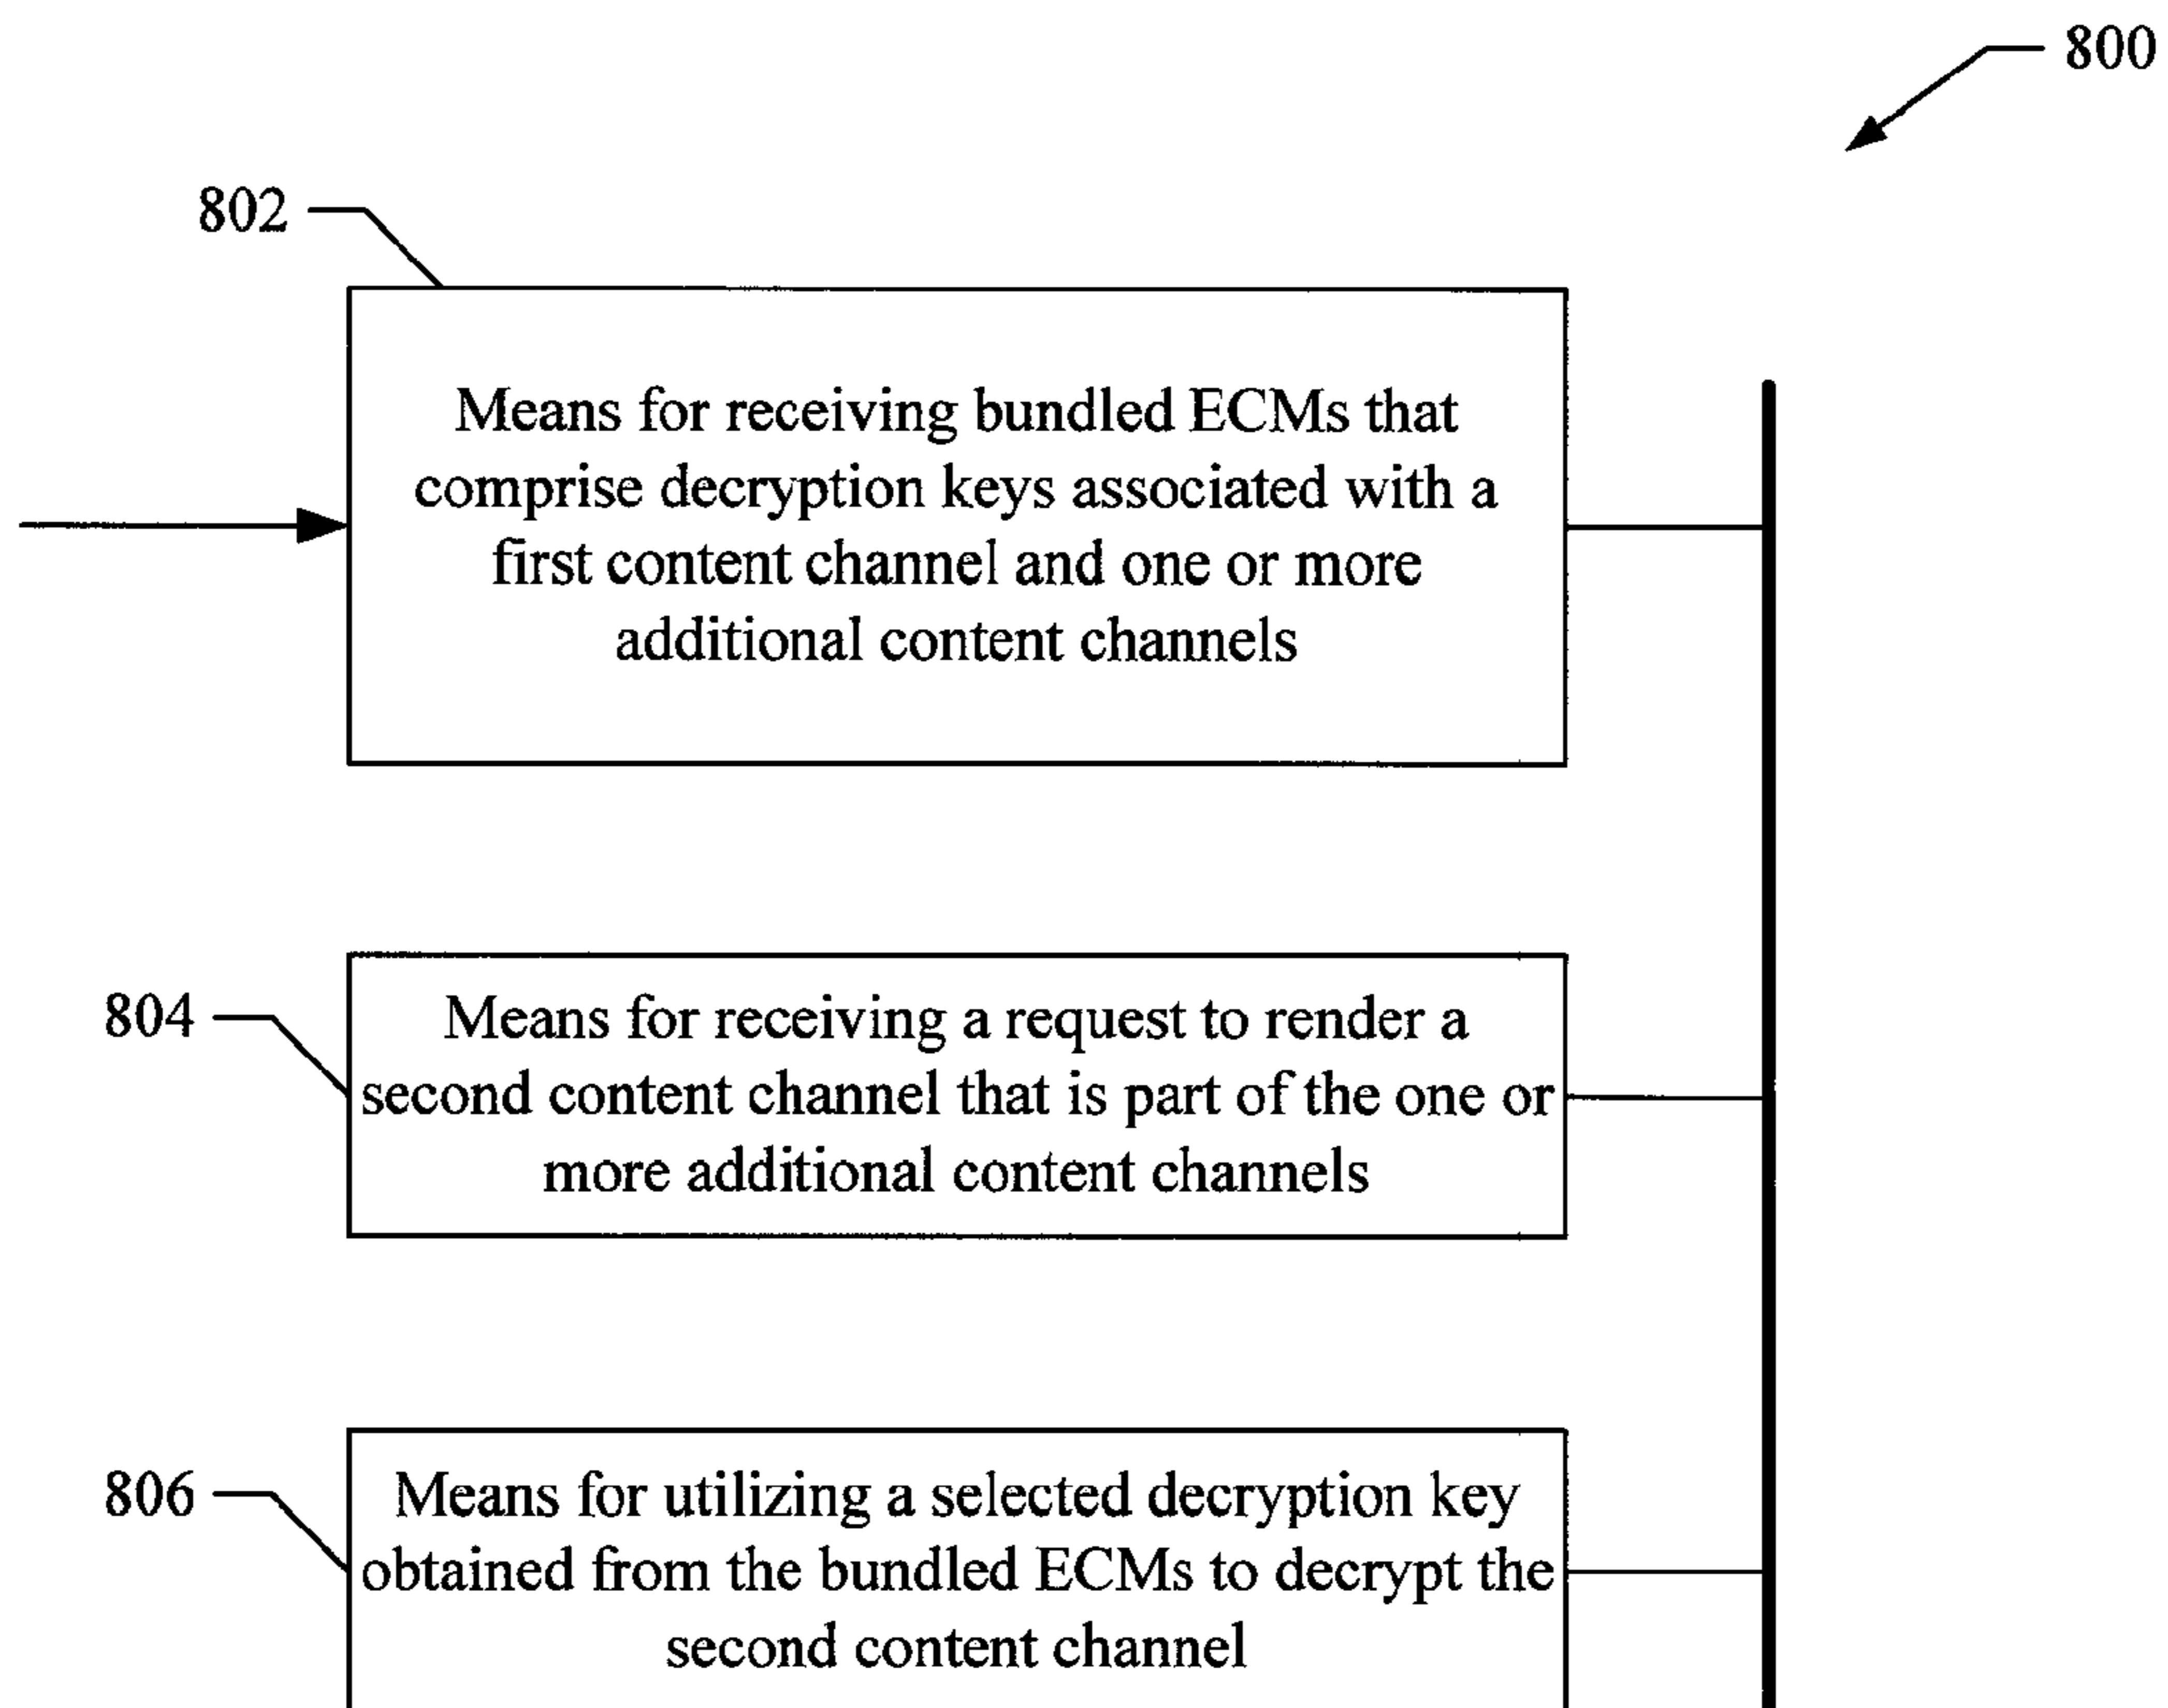 800
802
Means for receiving bundled ECMs that
comprise decryption keys associated with a
first content channel and one or more
additional content channels
804
Means for receiving a request to render a
second content channel that is part of the one or
more additional content channels
806
Means for utilizing a selected decryption key
obtained from the bundled ECMs to decrypt the
second content channel